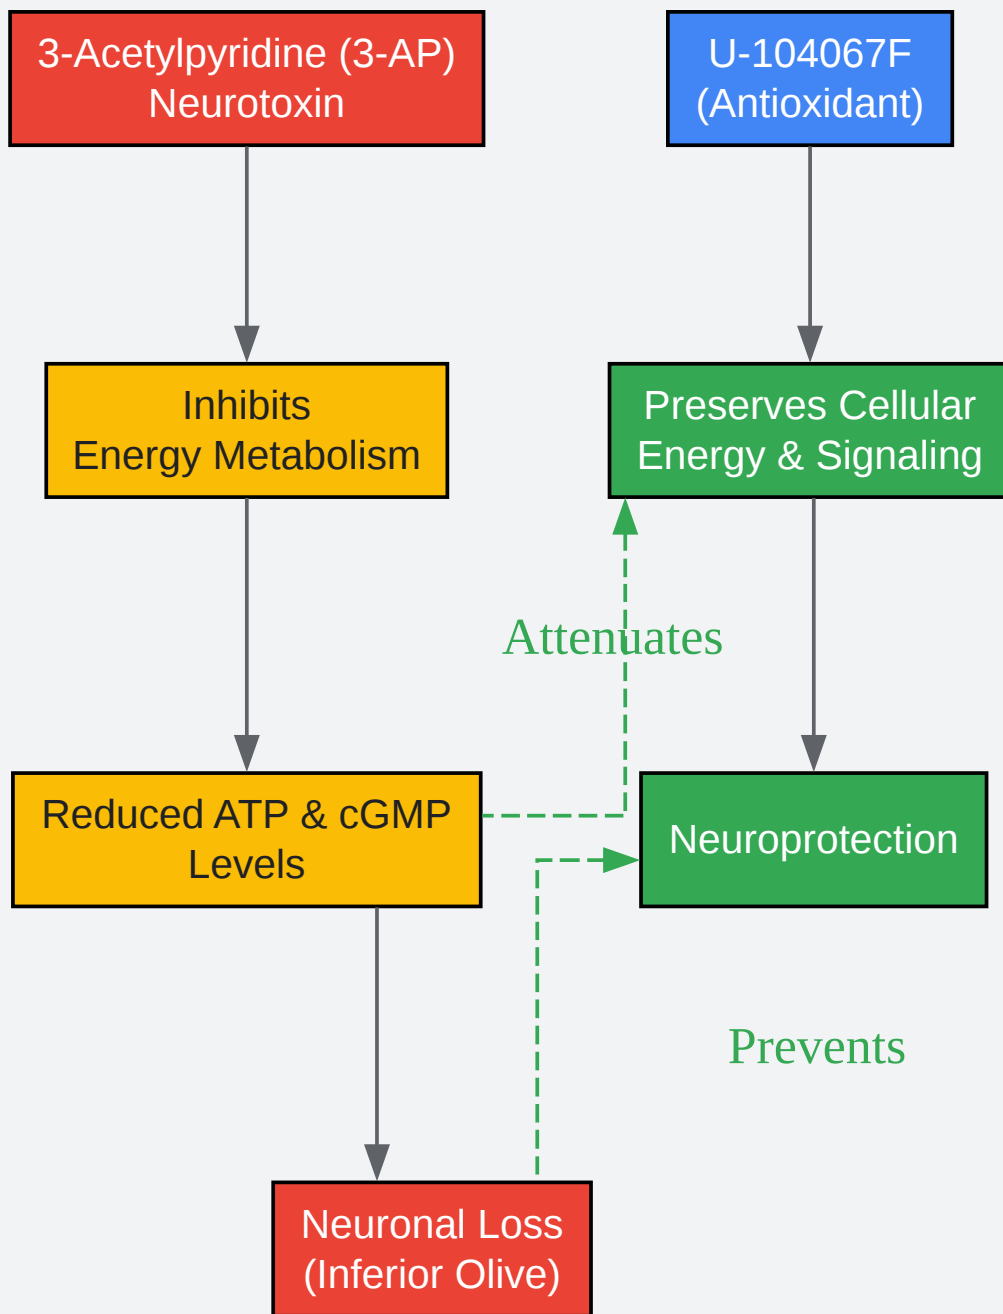 3-Acetylpyridine (3-AP)
Neurotoxin
U-104067F
(Antioxidant)
Inhibits
Energy Metabolism
Preserves Cellular
Energy & Signaling
Attenuates
Reduced ATP & cGMP
Levels
Neuroprotection
Prevents
Neuronal Loss
(Inferior Olive)